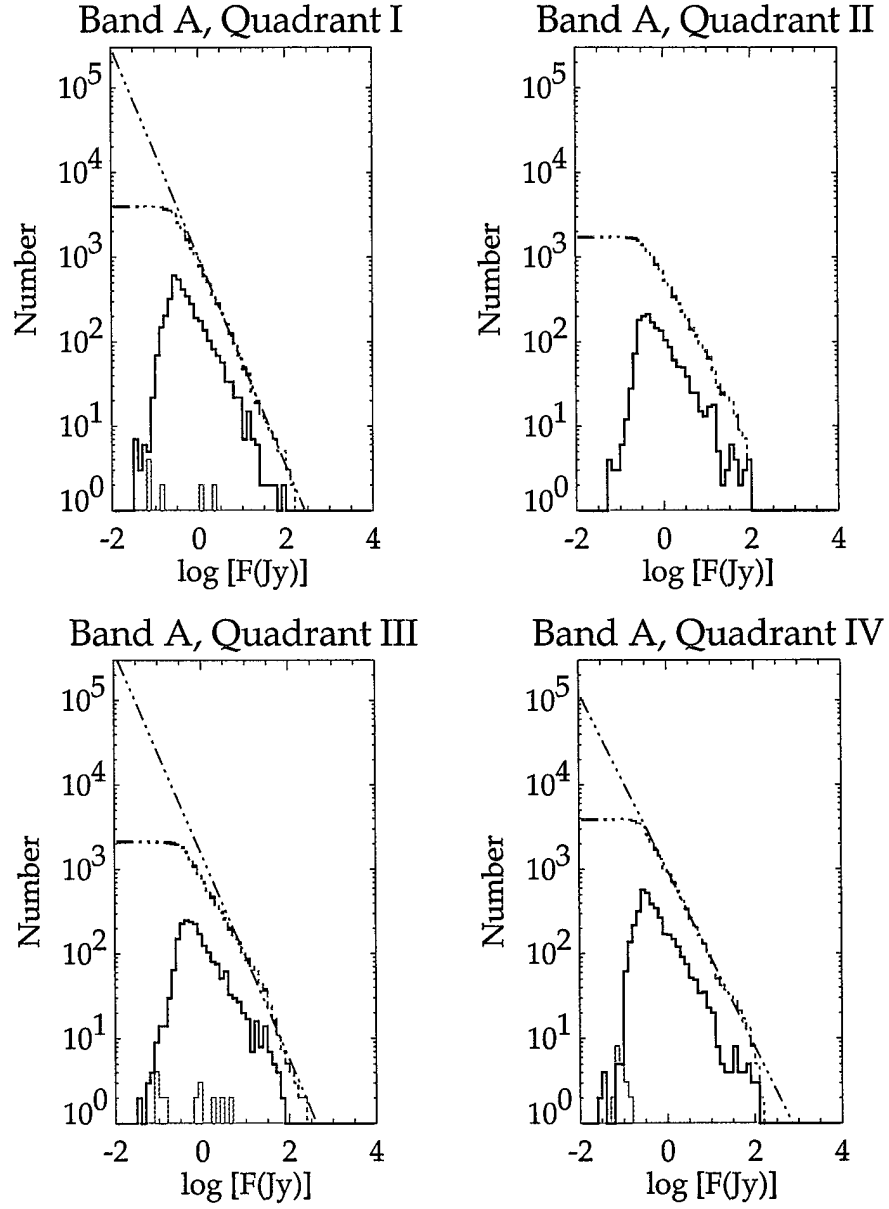 Band A, Quadrant I
Number
10^5
10^4
10^3
10^2
10^1
10^0
-2 0 2 4
log [F(Jy)]
Band A, Quadrant II
Number
10^5
10^4
10^3
10^2
10^1
10^0
-2 0 2 4
log [F(Jy)]
Band A, Quadrant III
Number
10^5
10^4
10^3
10^2
10^1
10^0
-2 0 2 4
log [F(Jy)]
Band A, Quadrant IV
Number
10^5
10^4
10^3
10^2
10^1
10^0
-2 0 2 4
log [F(Jy)]